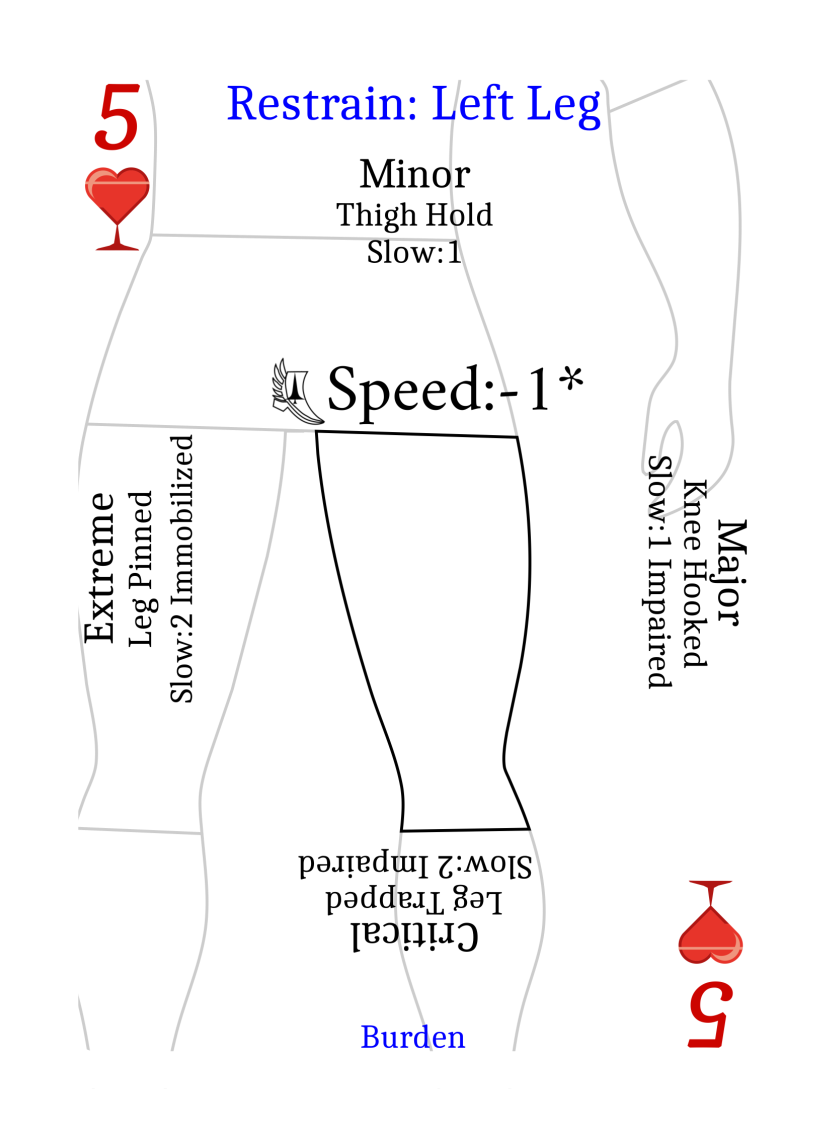 5
Restrain: Left Leg
Minor
Thigh Hold
Slow:1
Speed:-1*
Extreme
Leg Pinned
Slow:2 Immobilized
Major
Knee Hooked
Slow:1 Impaired
Critical
Leg Trapped
Slow:2 Impaired
Burden
5